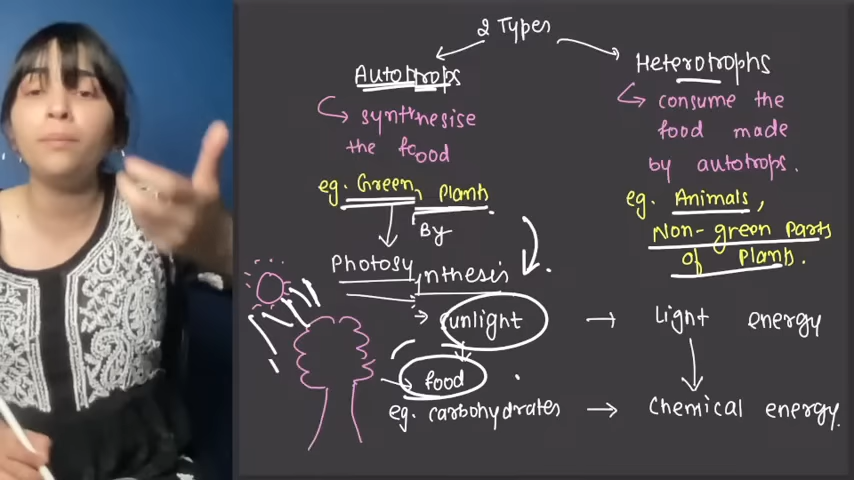 2 Types
Autotrops
synthesise
the food
eg. Green Plants
By
Photosynthesis
sunlight
food
eg. carbohydrates
Heterotrophs
consume the
food made
by autotrops.
eg. Animals,
Non-green Parts
of Plants.
Light energy
Chemical energy.